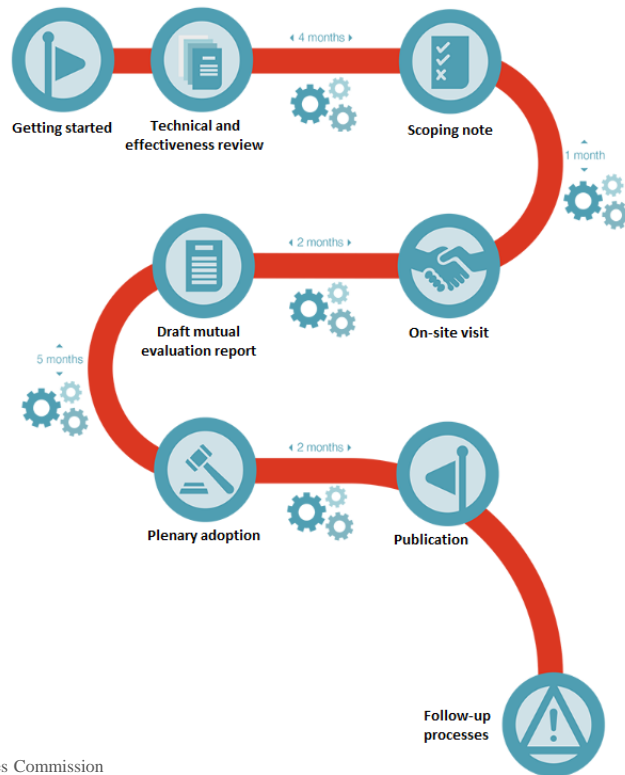 4 months
Getting started
Technical and
effectiveness review
Scoping note
1 month
2 months
Draft mutual
evaluation report
On-site visit
5 months
2 months
Plenary adoption
Publication
Follow-up
processes
es Commission